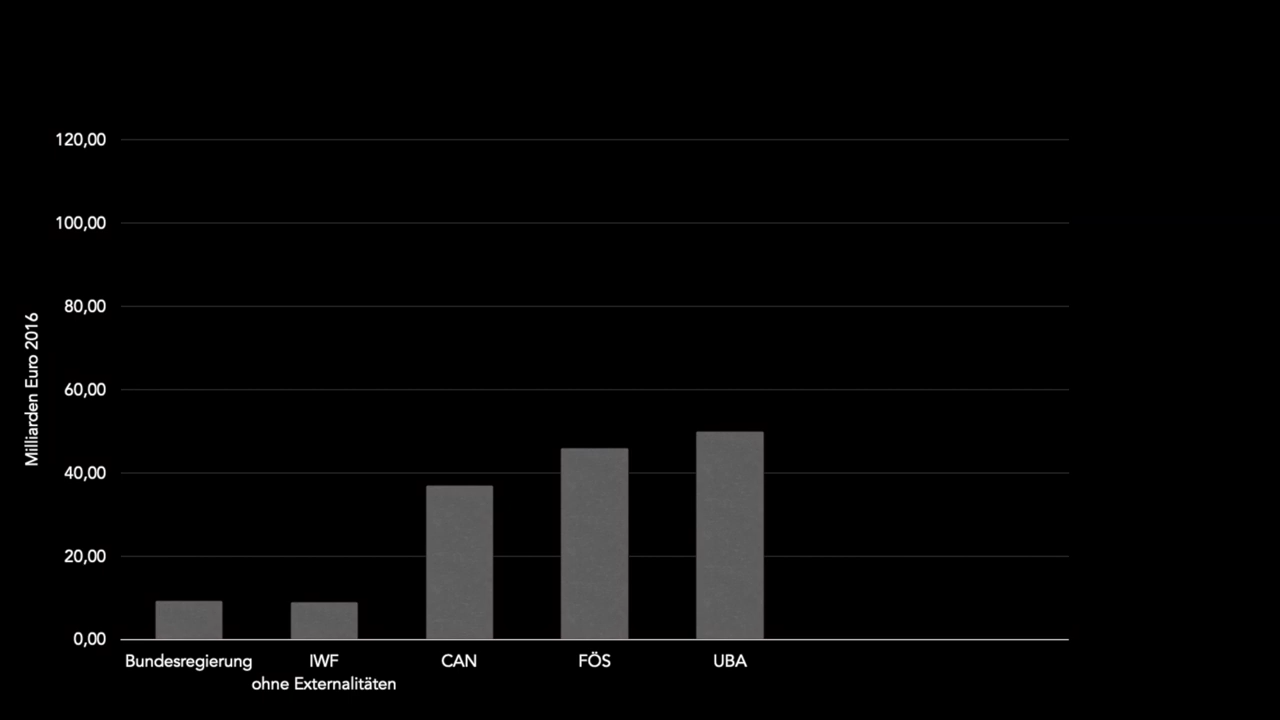 120,00
100,00
80,00
60,00
40,00
20,00
0,00
Milliarden Euro 2016
Bundesregierung
IWF
ohne Externalitäten
CAN
FÖS
UBA